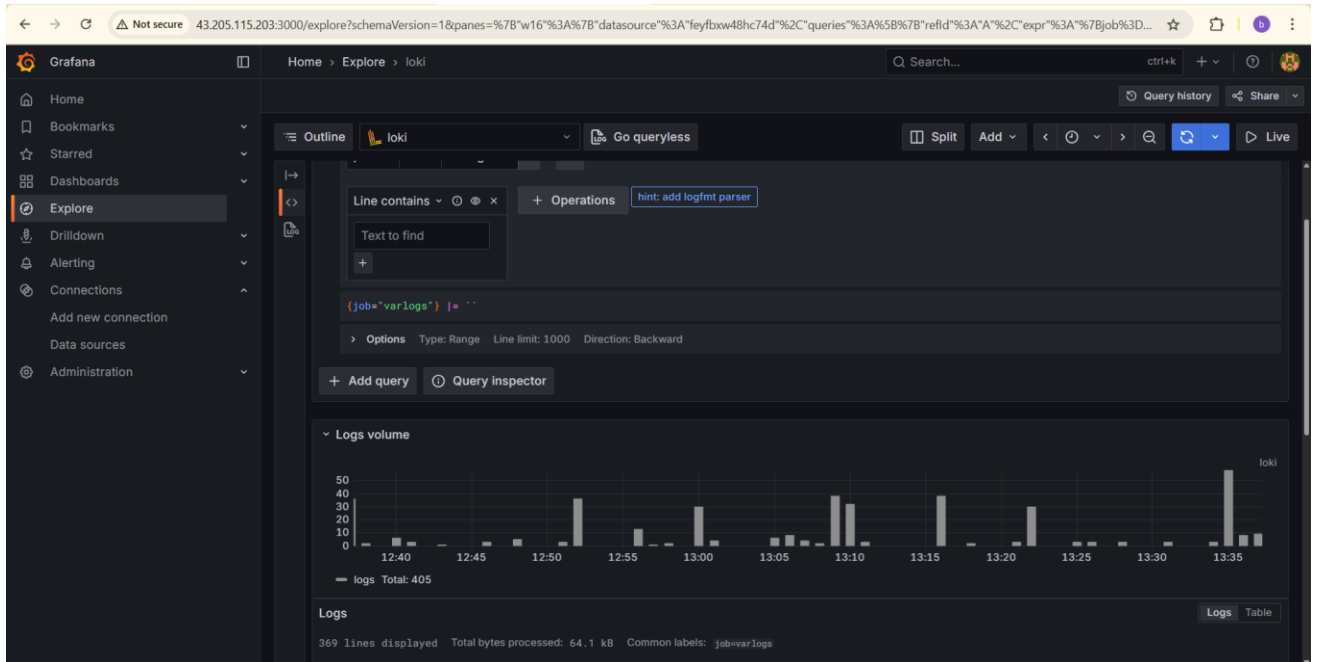 Not secure 43.205.115.203:3000/explore?schemaVersion=1&panes=%7B"w16"%3A%7B"datasource"%3A"feyfbxw48hc74d"%2C"queries"%3A%5B%7B"refId"%3A"A"%2C"expr"%3A"%7Bjob%3D... b
Grafana
Home > Explore > loki
Search... ctrl+k
Home
Bookmarks
Starred
Dashboards
Explore
Drilldown
Alerting
Connections
Add new connection
Data sources
Administration
Query history Share
Outline loki Go queryless Split Add Live
Line contains + Operations hint: add logfmt parser
Text to find
+
{job="varlogs"} |= ``
> Options Type: Range Line limit: 1000 Direction: Backward
+ Add query Query inspector
Logs volume
loki
50
40
30
20
10
0
12:40 12:45 12:50 12:55 13:00 13:05 13:10 13:15 13:20 13:25 13:30 13:35
logs Total: 405
Logs Logs Table
369 lines displayed Total bytes processed: 64.1 kB Common labels: job=varlogs